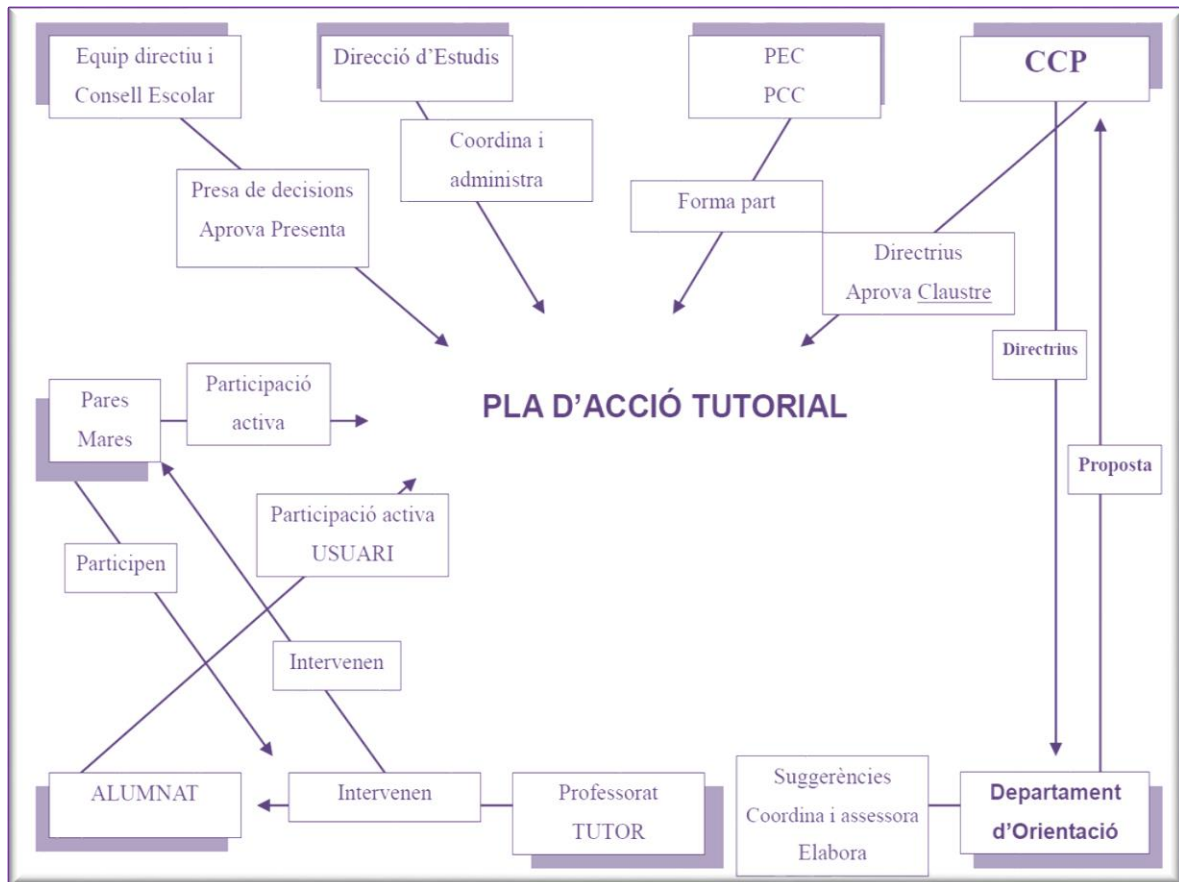 Equip directiu i
Consell Escolar
Direcció d'Estudis
PEC
PCC
CCP
Coordina i
administra
Presa de decisions
Aprova Presenta
Forma part
Directrius
Aprova Claustre
Directrius
Pares
Mares
Participació
activa
PLA D'ACCIÓ TUTORIAL
Proposta
Participació activa
USUARI
Participen
Intervenen
ALUMNAT
Intervenen
Professorat
TUTOR
Suggerències
Coordina i assessora
Elabora
Departament
d'Orientació